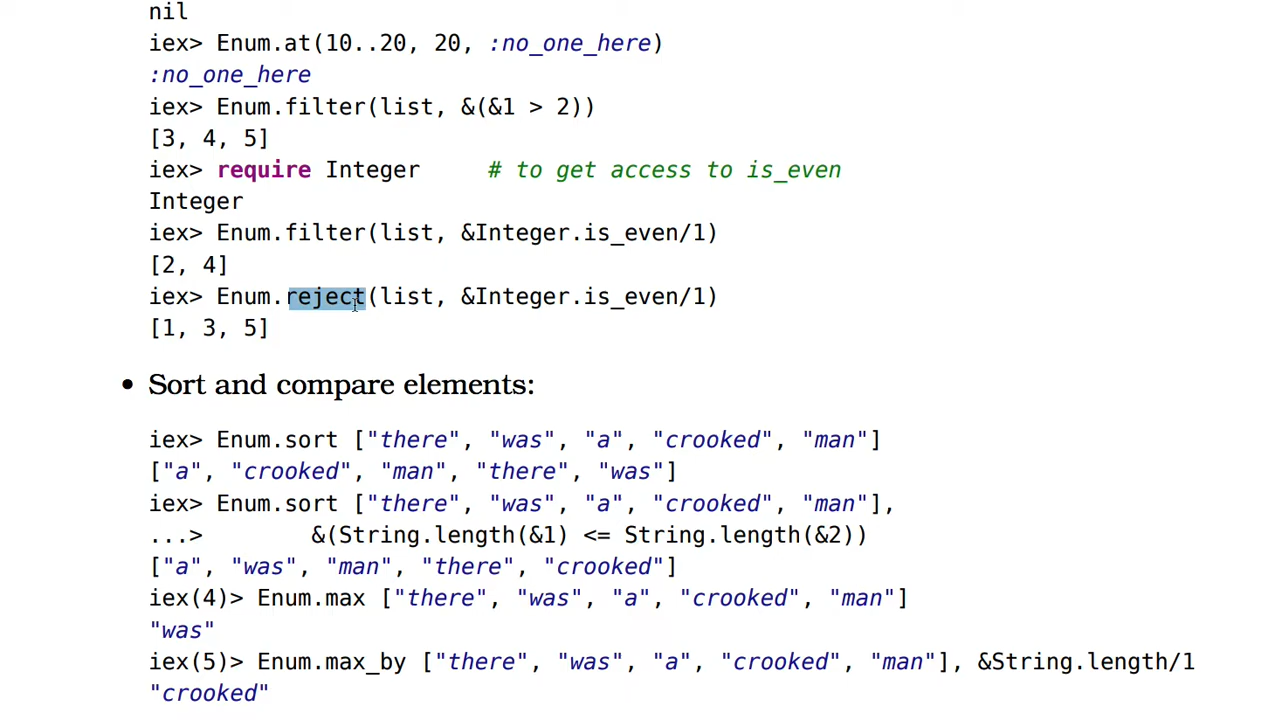 nil
iex> Enum.at(10..20, 20, :no_one_here)
:no_one_here
iex> Enum.filter(list, &(&1 > 2))
[3, 4, 5]
iex> require Integer     # to get access to is_even
Integer
iex> Enum.filter(list, &Integer.is_even/1)
[2, 4]
iex> Enum.reject(list, &Integer.is_even/1)
[1, 3, 5]
• Sort and compare elements:
iex> Enum.sort ["there", "was", "a", "crooked", "man"]
["a", "crooked", "man", "there", "was"]
iex> Enum.sort ["there", "was", "a", "crooked", "man"],
...>        &(String.length(&1) <= String.length(&2))
["a", "was", "man", "there", "crooked"]
iex(4)> Enum.max ["there", "was", "a", "crooked", "man"]
"was"
iex(5)> Enum.max_by ["there", "was", "a", "crooked", "man"], &String.length/1
"crooked"